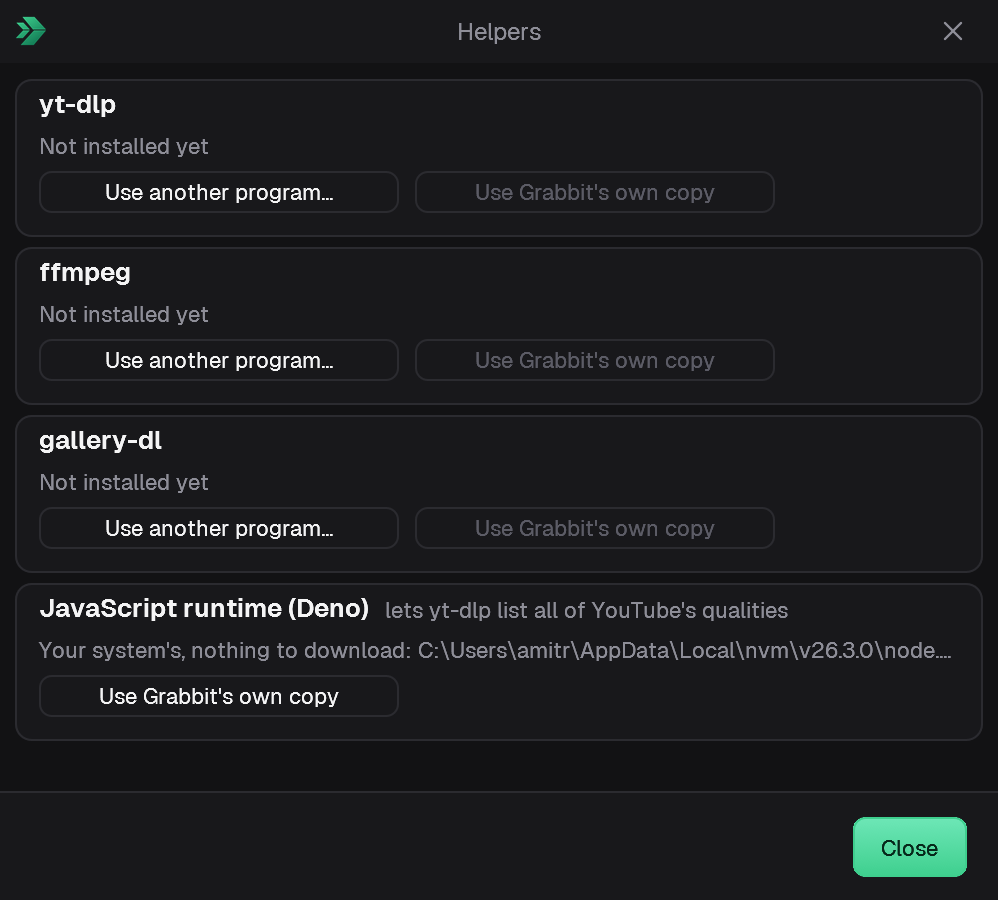 Helpers
yt-dlp
Not installed yet
Use another program...
Use Grabbit's own copy
ffmpeg
Not installed yet
Use another program...
Use Grabbit's own copy
gallery-dl
Not installed yet
Use another program...
Use Grabbit's own copy
JavaScript runtime (Deno) lets yt-dlp list all of YouTube's qualities
Your system's, nothing to download: C:\Users\amitr\AppData\Local\nvm\v26.3.0\node....
Use Grabbit's own copy
Close